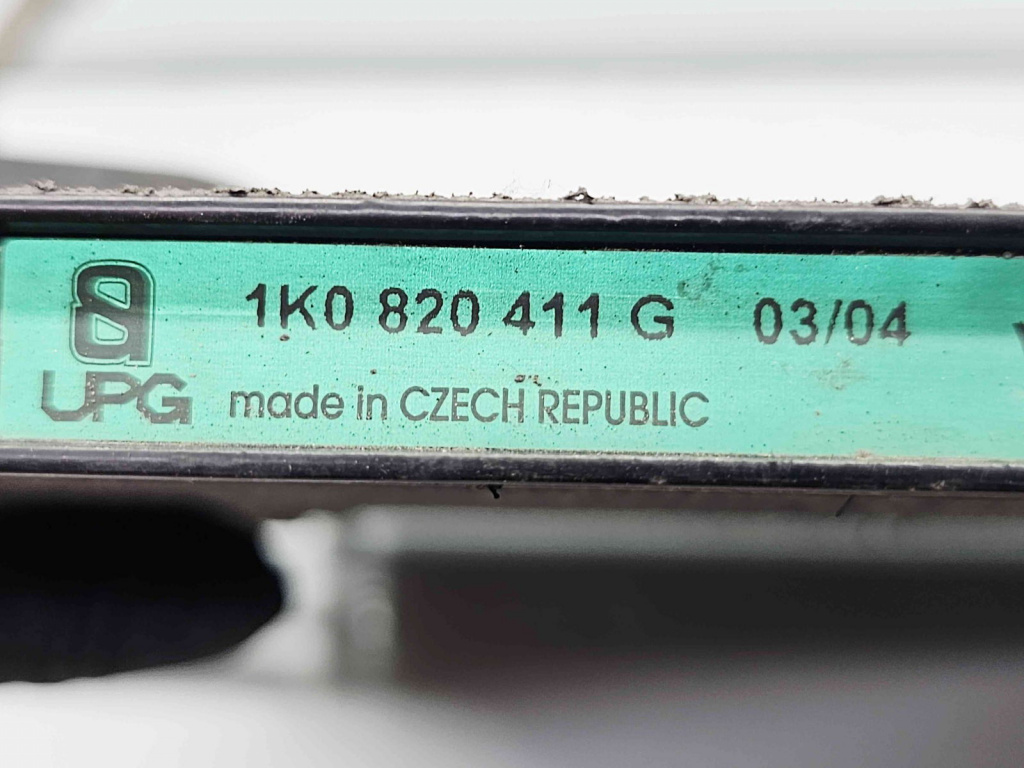 1K0 820 411 G 03/04
UPG made in CZECH REPUBLIC